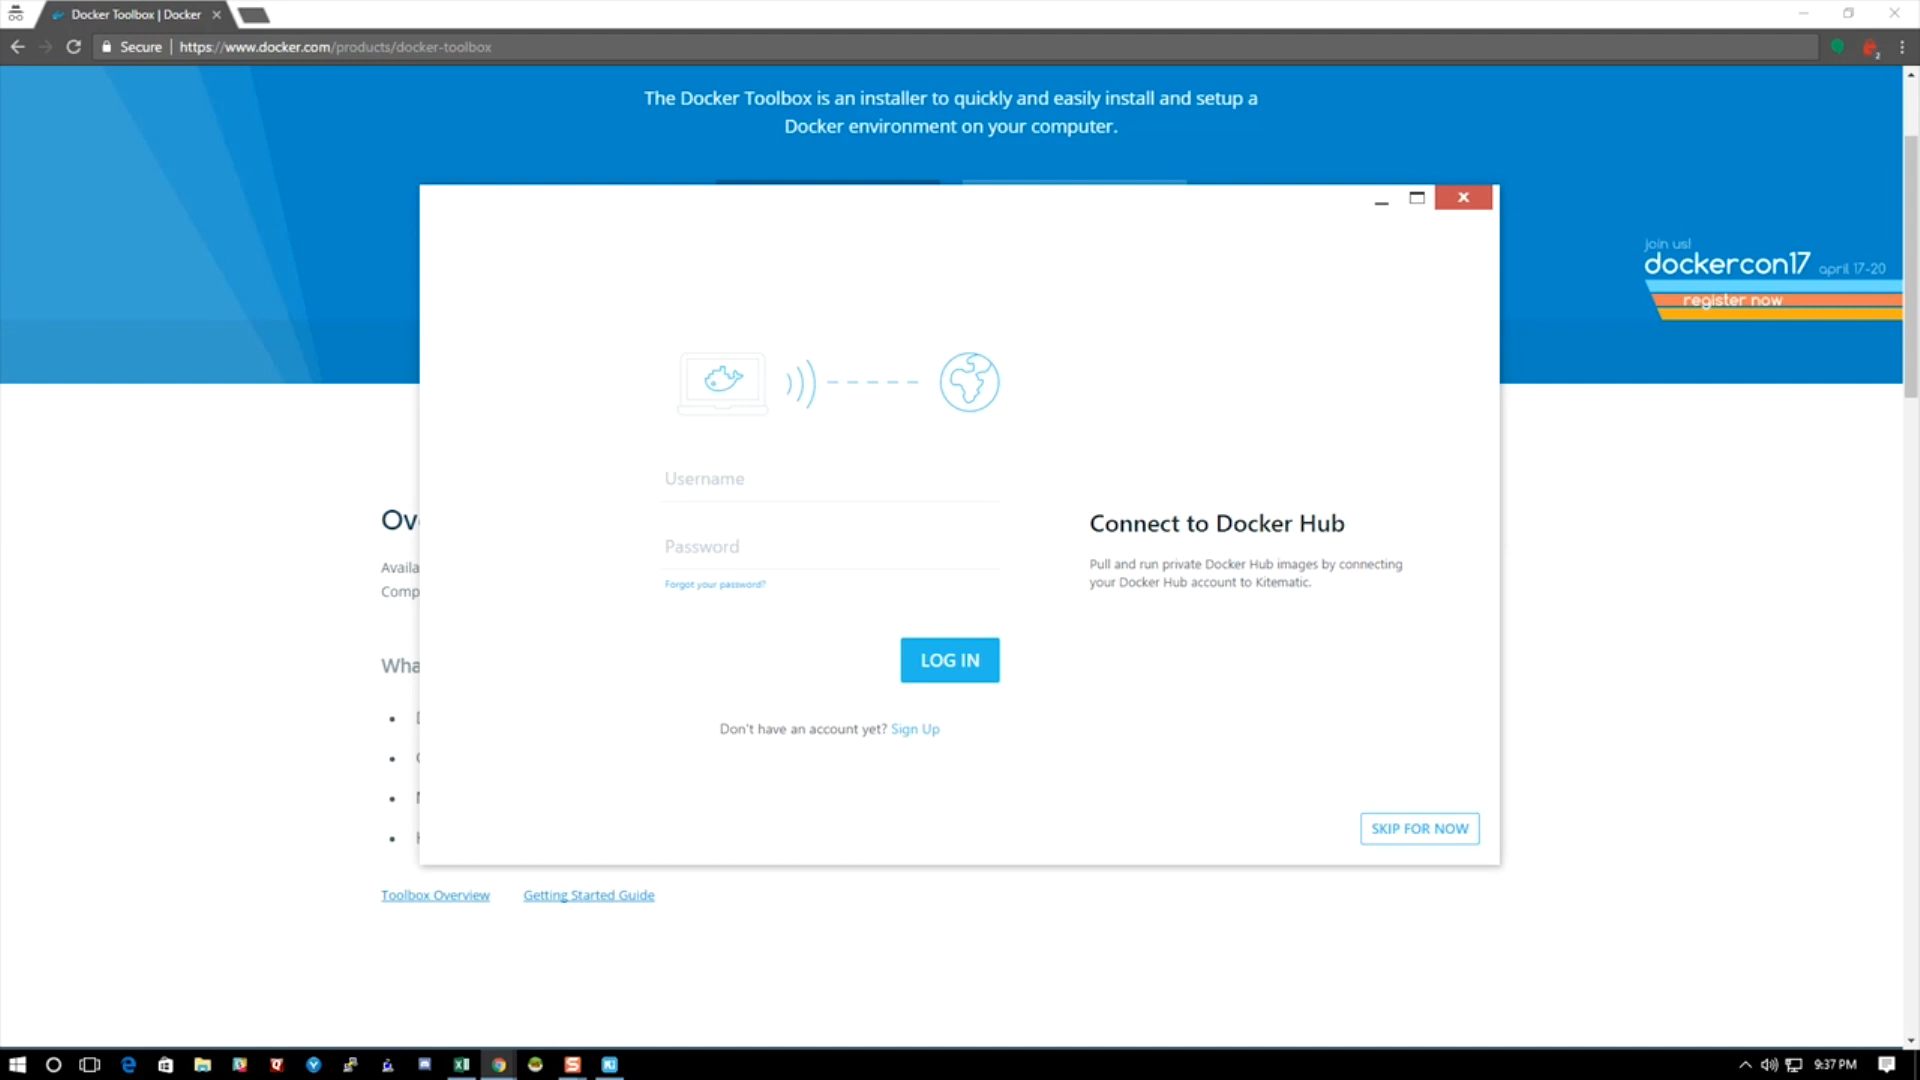 Docker Toolbox | Docker
Secure
https://www.docker.com/products/docker-toolbox
2
The Docker Toolbox is an installer to quickly and easily install and setup a
Docker environment on your computer.
join us!
dockercon17 april 17-20
register now
Username
Password
Forgot your password?
LOG IN
Don't have an account yet? Sign Up
Connect to Docker Hub
Pull and run private Docker Hub images by connecting
your Docker Hub account to Kitematic.
SKIP FOR NOW
Toolbox Overview
Getting Started Guide
9:37 PM